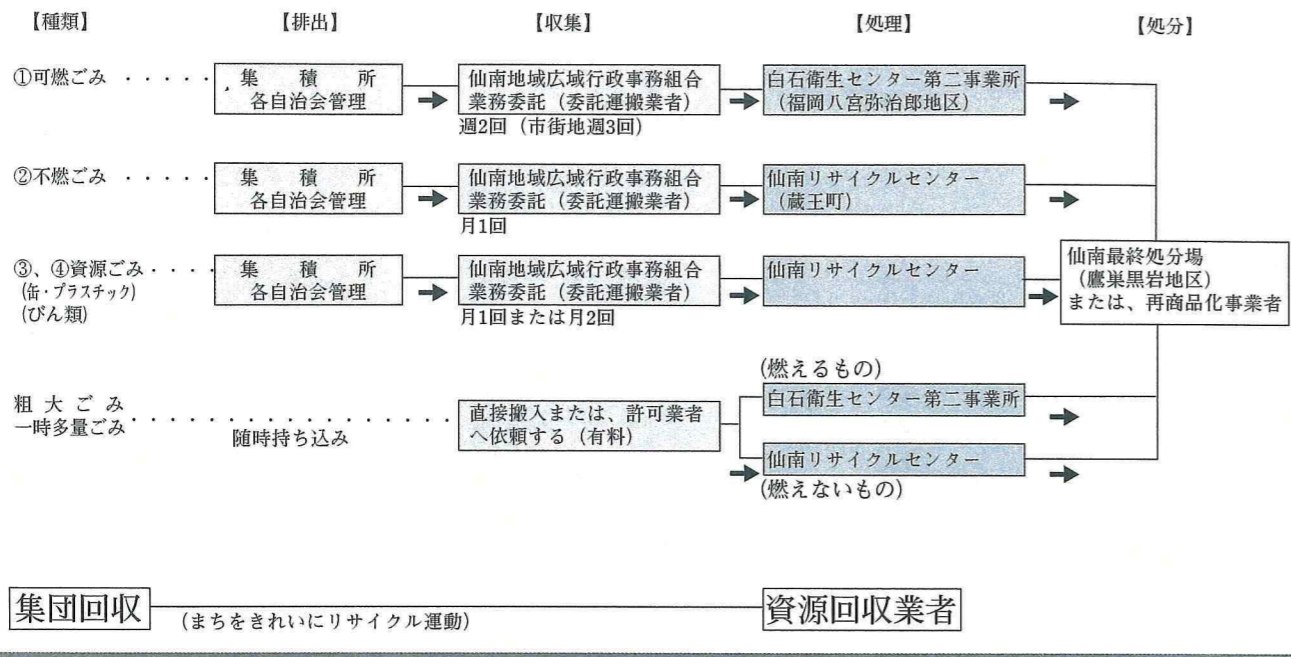 【種類】 【排出】 【収集】 【処理】 【処分】
①可燃ごみ ・・・・・
集積所
各自治会管理
仙南地域広域行政事務組合
業務委託（委託運搬業者）
週2回（市街地週3回）
白石衛生センター第二事業所
（福岡八宮弥治郎地区）
②不燃ごみ ・・・・・
集積所
各自治会管理
仙南地域広域行政事務組合
業務委託（委託運搬業者）
月1回
仙南リサイクルセンター
（蔵王町）
③、④資源ごみ・・・・
(缶・プラスチック)
(びん類)
集積所
各自治会管理
仙南地域広域行政事務組合
業務委託（委託運搬業者）
月1回または月2回
仙南リサイクルセンター
仙南最終処分場
（鷹巣黒岩地区）
または、再商品化事業者
粗大ごみ
一時多量ごみ・・・・・・・・・・・・・・・・
随時持ち込み
直接搬入または、許可業者
へ依頼する（有料）
(燃えるもの)
白石衛生センター第二事業所
仙南リサイクルセンター
(燃えないもの)
集団回収
(まちをきれいにリサイクル運動)
資源回収業者